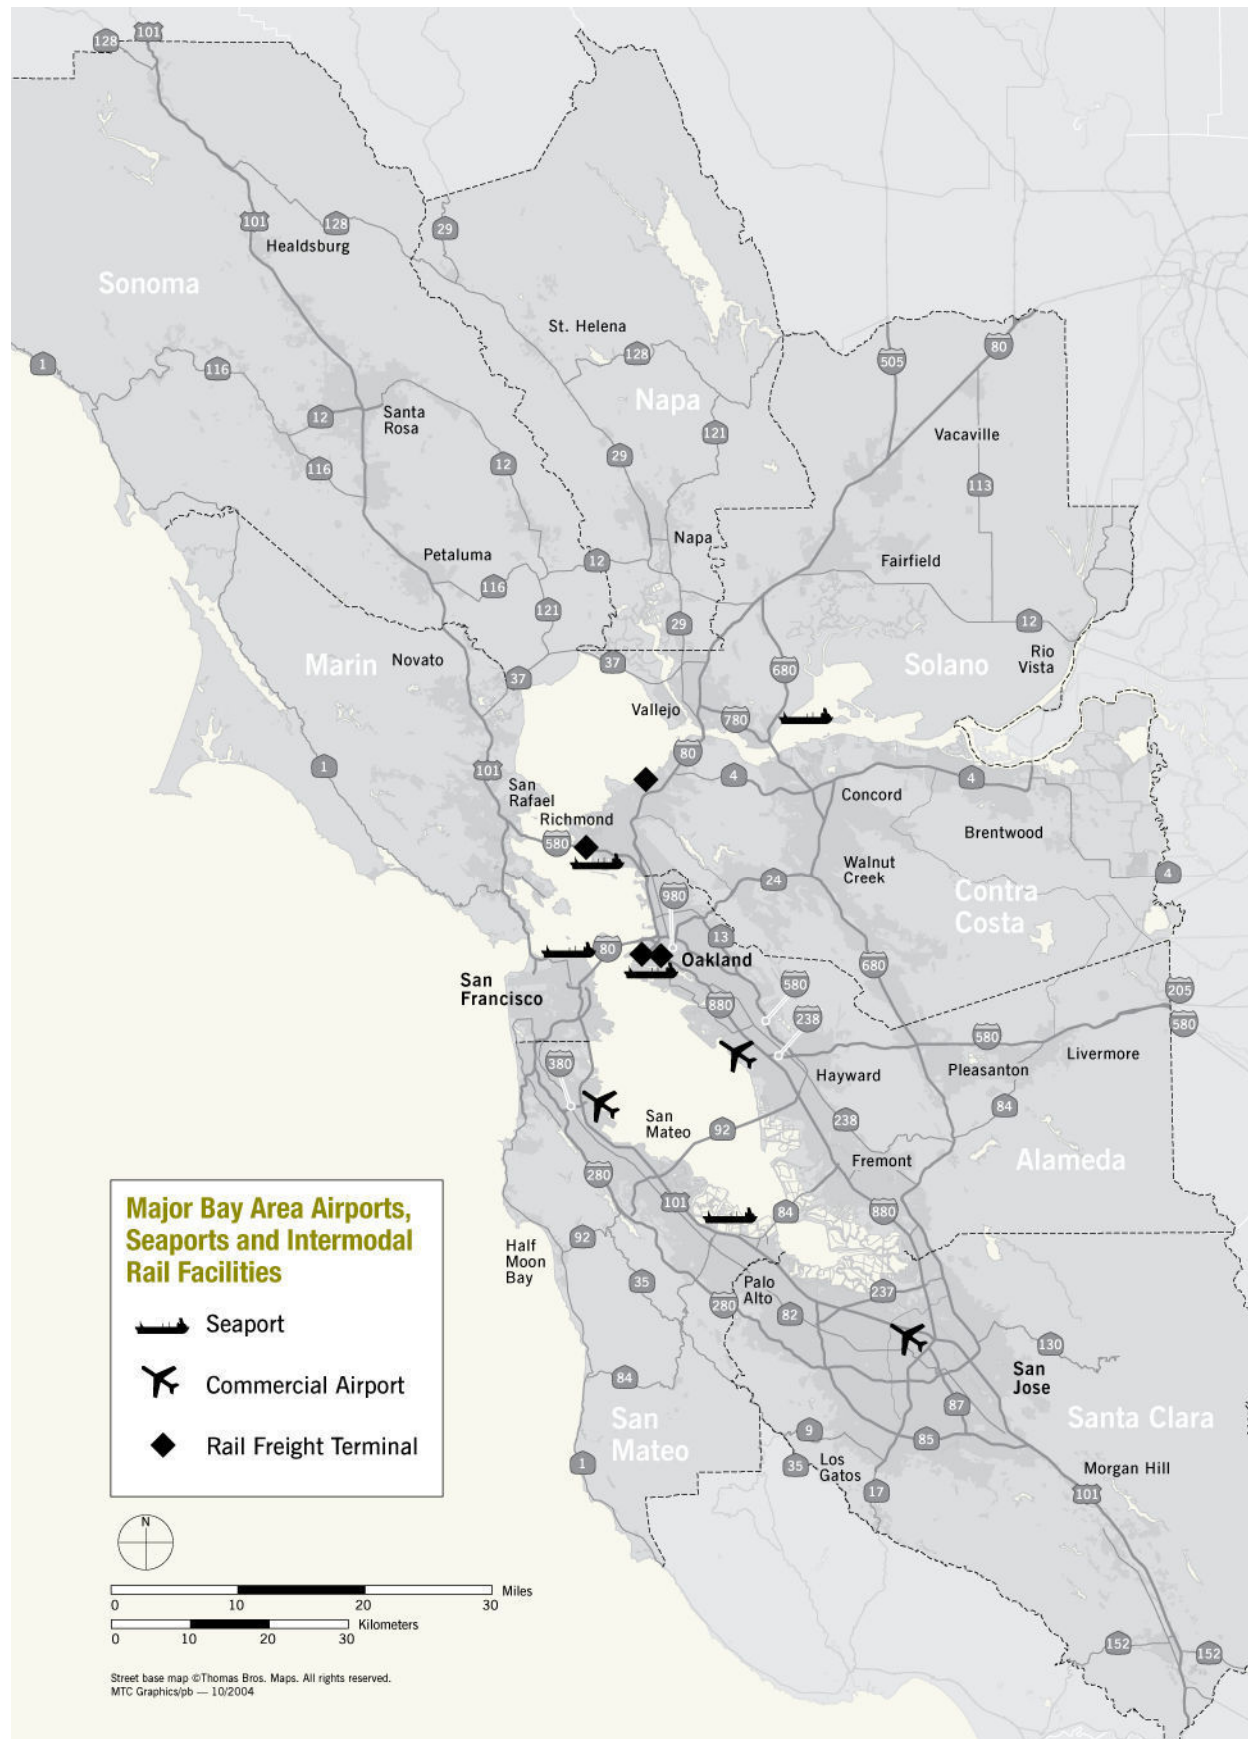 101
128
101
128
29
Healdsburg
Sonoma
St. Helena
128
505
80
1
116
Napa
12
Santa
Rosa
121
Vacaville
29
12
116
113
Napa
Petaluma
12
Fairfield
116
121
29
12
Rio
Vista
Marin
Novato
37
37
680
Solano
Vallejo
780
80
1
101
4
4
San
Rafael
Concord
Richmond
580
Brentwood
Walnut
Creek
24
4
980
Contra
Costa
13
80
Oakland
680
San
Francisco
580
205
880
238
580
580
Livermore
380
Hayward
Pleasanton
84
San
Mateo
92
238
Fremont
Alameda
280
101
84
880
Major Bay Area Airports,
Seaports and Intermodal
Rail Facilities
92
Half
Moon
Bay
35
Palo
Alto
237
280
82
Seaport
130
San
Jose
84
Commercial Airport
87
San
Mateo
Santa Clara
9
85
Rail Freight Terminal
1
35
Los
Gatos
Morgan Hill
17
101
N
Miles
0 10 20 30
Kilometers
0 10 20 30
152
152
Street base map ©Thomas Bros. Maps. All rights reserved.
MTC Graphics/pb — 10/2004